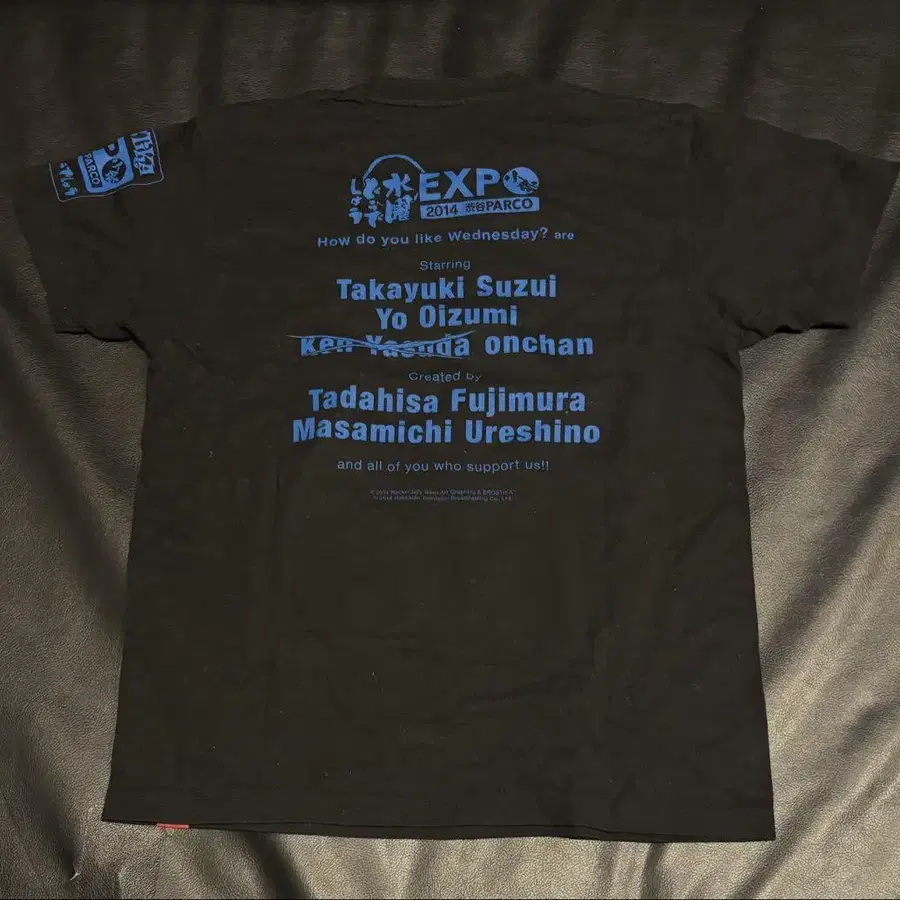 水曜どうでしょう EXPO
2014 渋谷PARCO
How do you like Wednesday? are
Starring
Takayuki Suzui
Yo Oizumi
Ken Yasuda onchan
Created by
Tadahisa Fujimura
Masamichi Ureshino
and all of you who support us!!
PARCO